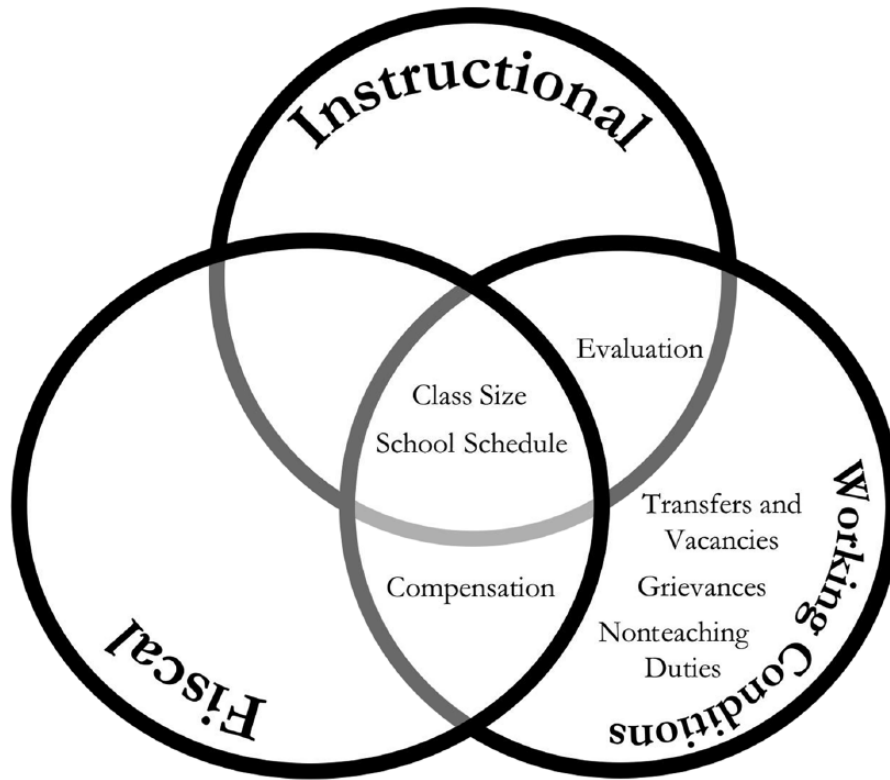 Instructional
Evaluation
Class Size
School Schedule
Transfers and
Vacancies
Compensation
Grievances
Nonteaching
Duties
Fiscal
Working Conditions